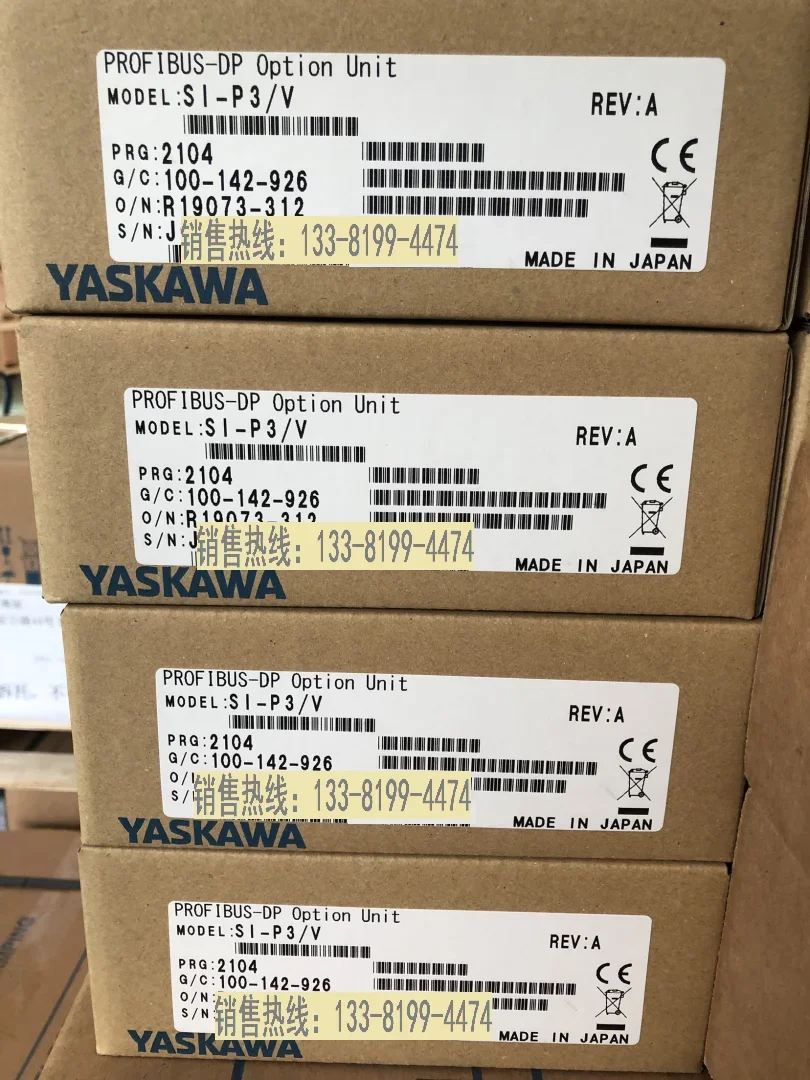 PROFIBUS-DP Option Unit
MODEL:SI-P3/V
REV:A
PRG:2104
G/C:100-142-926
O/N:R19073-312
S/N:J
销售热线：133-8199-4474
MADE IN JAPAN
YASKAWA
PROFIBUS-DP Option Unit
MODEL:SI-P3/V
REV:A
PRG:2104
G/C:100-142-926
O/N:R19073-312
S/N:J
销售热线：133-8199-4474
MADE IN JAPAN
YASKAWA
PROFIBUS-DP Option Unit
MODEL:SI-P3/V
REV:A
PRG:2104
G/C:100-142-926
O/
S/
销售热线：133-8199-4474
MADE IN JAPAN
YASKAWA
PROFIBUS-DP Option Unit
MODEL:SI-P3/V
REV:A
PRG:2104
G/C:100-142-926
O/N:
S/N
销售热线：133-8199-4474
MADE IN JAPAN
YASKAWA